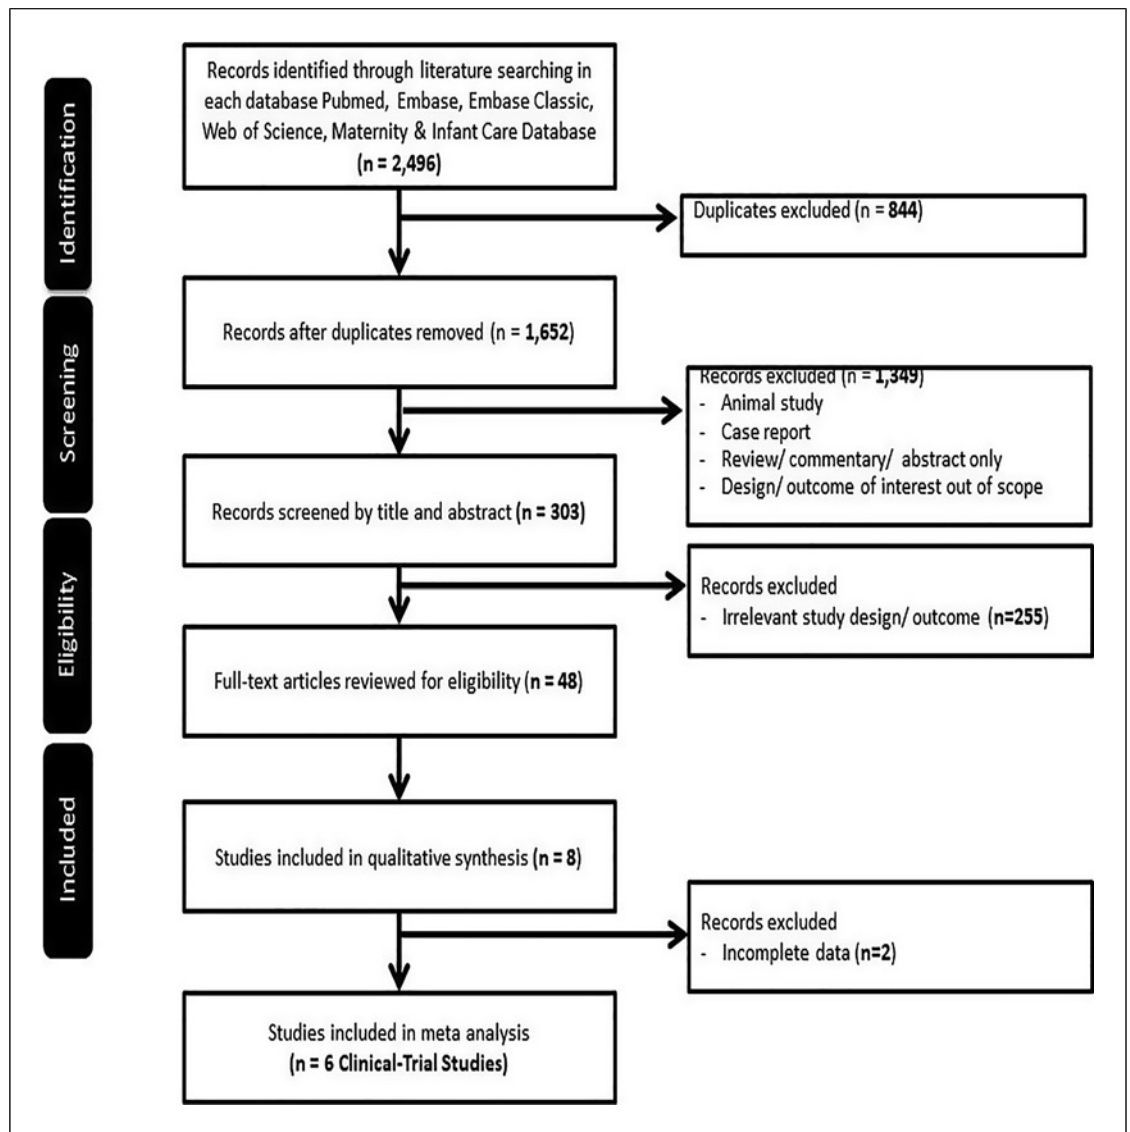 Identification
Records identified through literature searching in
each database Pubmed, Embase, Embase Classic,
Web of Science, Maternity & Infant Care Database
(n = 2,496)
Duplicates excluded (n = 844)
Screening
Records after duplicates removed (n = 1,652)
Records excluded (n = 1,349)
- Animal study
- Case report
- Review/ commentary/ abstract only
- Design/ outcome of interest out of scope
Records screened by title and abstract (n = 303)
Eligibility
Records excluded
- Irrelevant study design/ outcome (n=255)
Full-text articles reviewed for eligibility (n = 48)
Included
Studies included in qualitative synthesis (n = 8)
Records excluded
- Incomplete data (n=2)
Studies included in meta analysis
(n = 6 Clinical-Trial Studies)